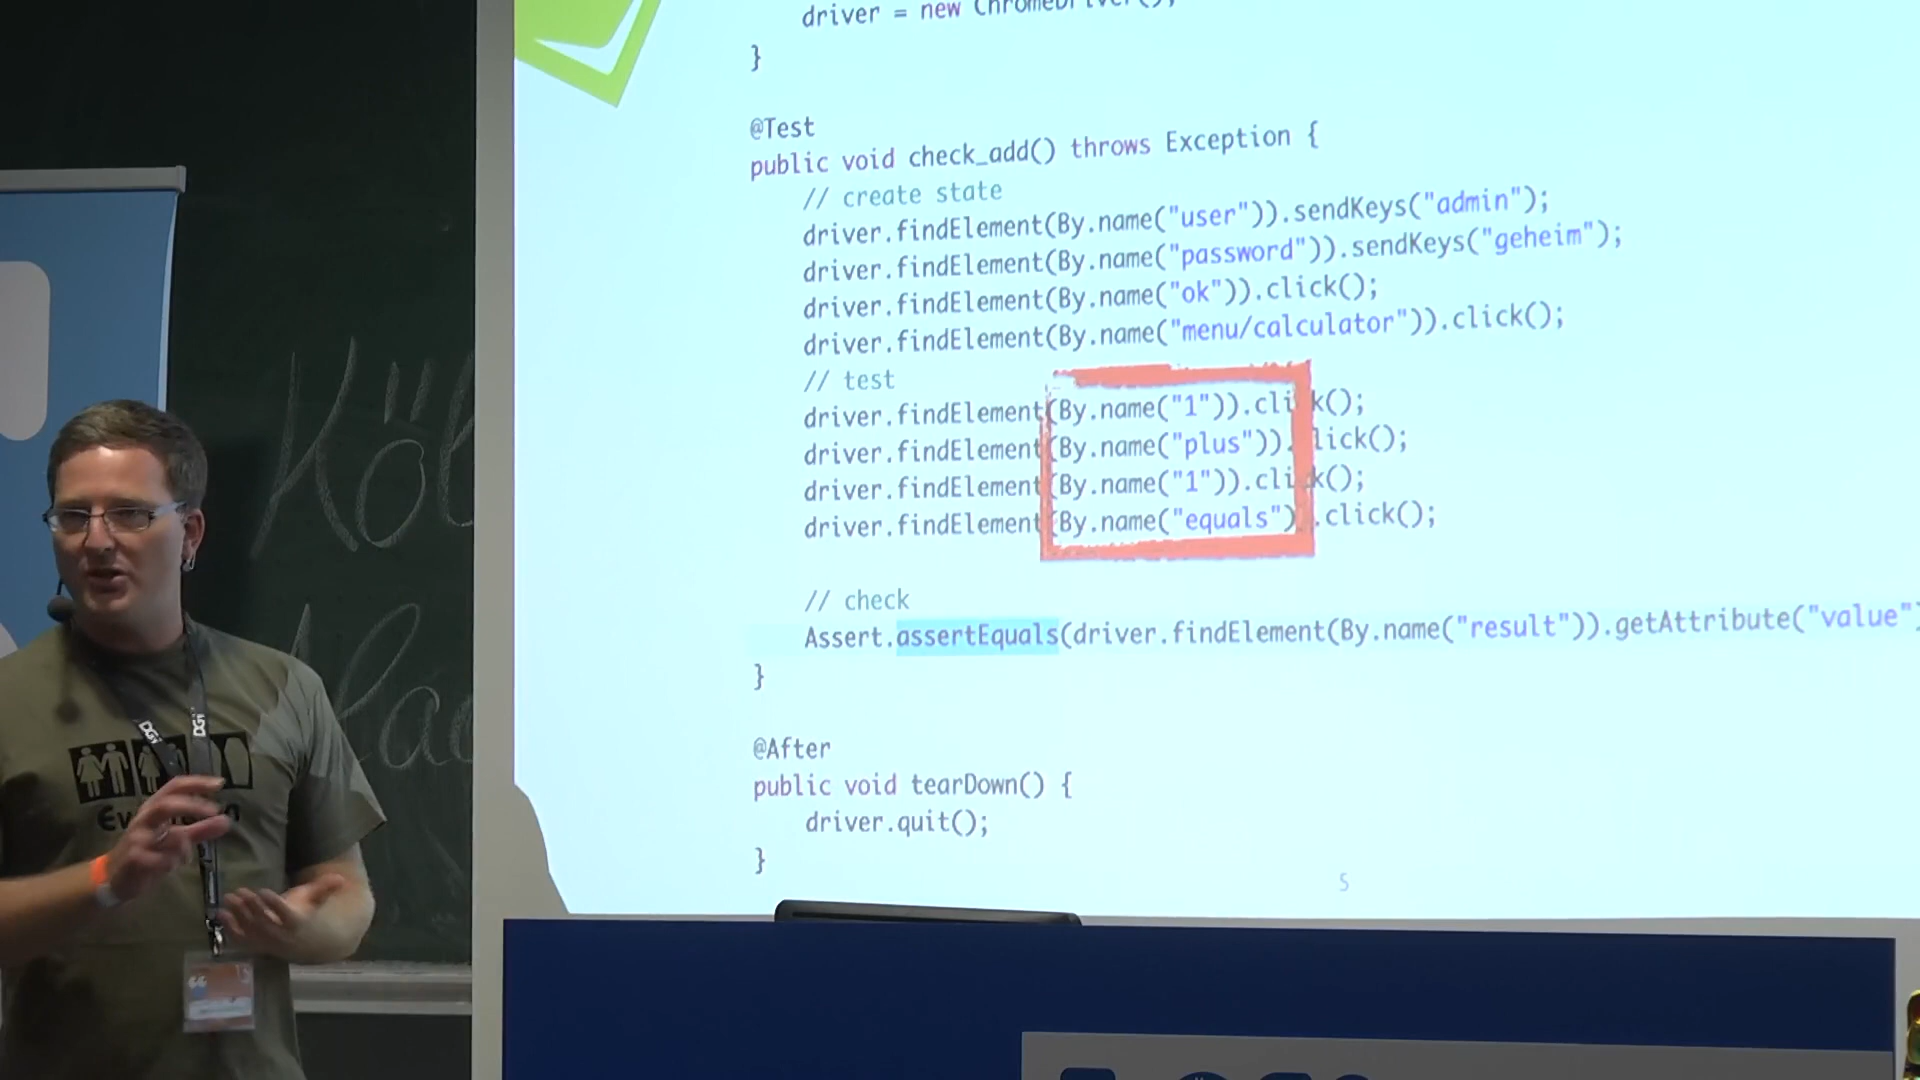 driver = new ChromeDriver();
}
@Test
public void check_add() throws Exception {
// create state
driver.findElement(By.name("user")).sendKeys("admin");
driver.findElement(By.name("password")).sendKeys("geheim");
driver.findElement(By.name("ok")).click();
driver.findElement(By.name("menu/calculator")).click();
// test
driver.findElement(By.name("1")).click();
driver.findElement(By.name("plus")).click();
driver.findElement(By.name("1")).click();
driver.findElement(By.name("equals")).click();
// check
Assert.assertEquals(driver.findElement(By.name("result")).getAttribute("value")
}
@After
public void tearDown() {
driver.quit();
}
5